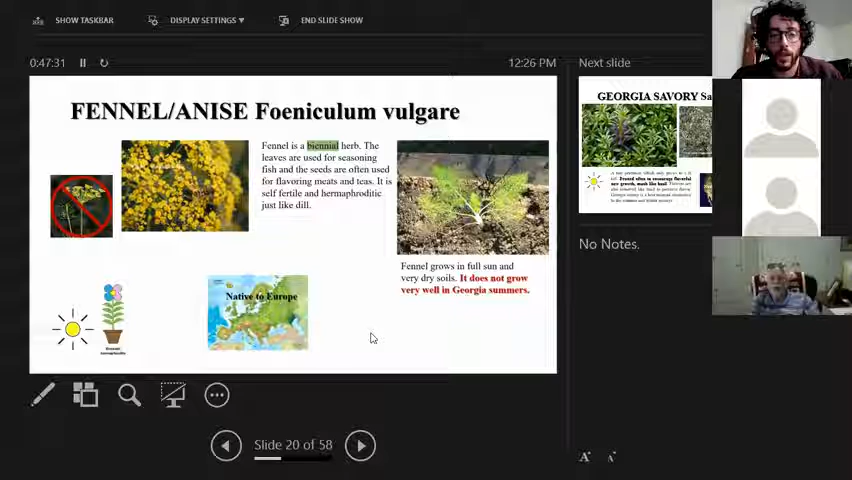 SHOW TASKBAR
DISPLAY SETTINGS ▼
END SLIDE SHOW
0:47:31
12:26 PM
Next slide
FENNEL/ANISE Foeniculum vulgare
Fennel is a biennial herb. The
leaves are used for seasoning
fish and the seeds are often used
for flavoring meats and teas. It is
self fertile and hermaphroditic
just like dill.
Fennel grows in full sun and
very dry soils. It does not grow
very well in Georgia summers.
Native to Europe
GEORGIA SAVORY Sa
No Notes.
Slide 20 of 58
A A